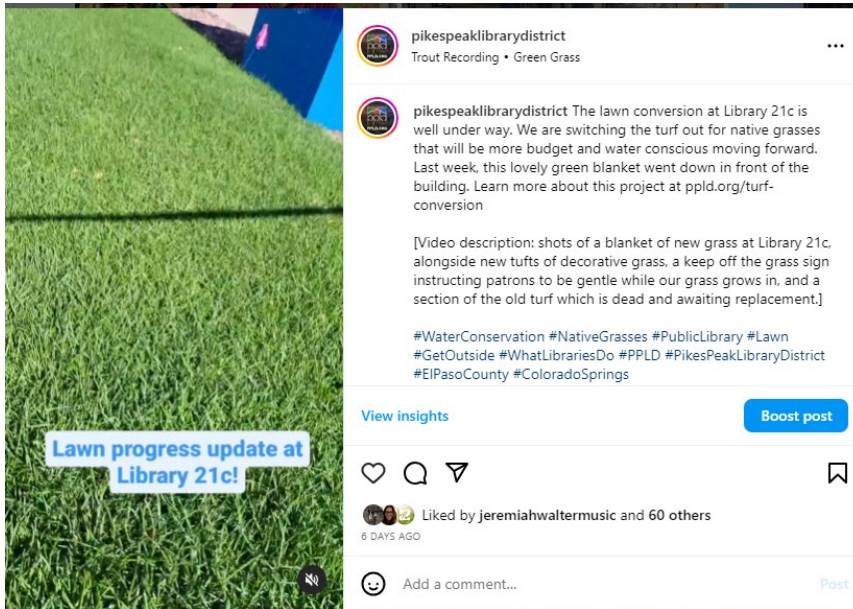 pikespeaklibrarydistrict
Trout Recording • Green Grass
pikespeaklibrarydistrict The lawn conversion at Library 21c is
well under way. We are switching the turf out for native grasses
that will be more budget and water conscious moving forward.
Last week, this lovely green blanket went down in front of the
building. Learn more about this project at ppld.org/turf-
conversion
[Video description: shots of a blanket of new grass at Library 21c,
alongside new tufts of decorative grass, a keep off the grass sign
instructing patrons to be gentle while our grass grows in, and a
section of the old turf which is dead and awaiting replacement.]
#WaterConservation #NativeGrasses #PublicLibrary #Lawn
#GetOutside #WhatLibrariesDo #PPLD #PikesPeakLibraryDistrict
#ElPasoCounty #ColoradoSprings
View insights
Boost post
Lawn progress update at
Library 21c!
Liked by jeremiahwaltermusic and 60 others
6 DAYS AGO
Add a comment...
Post